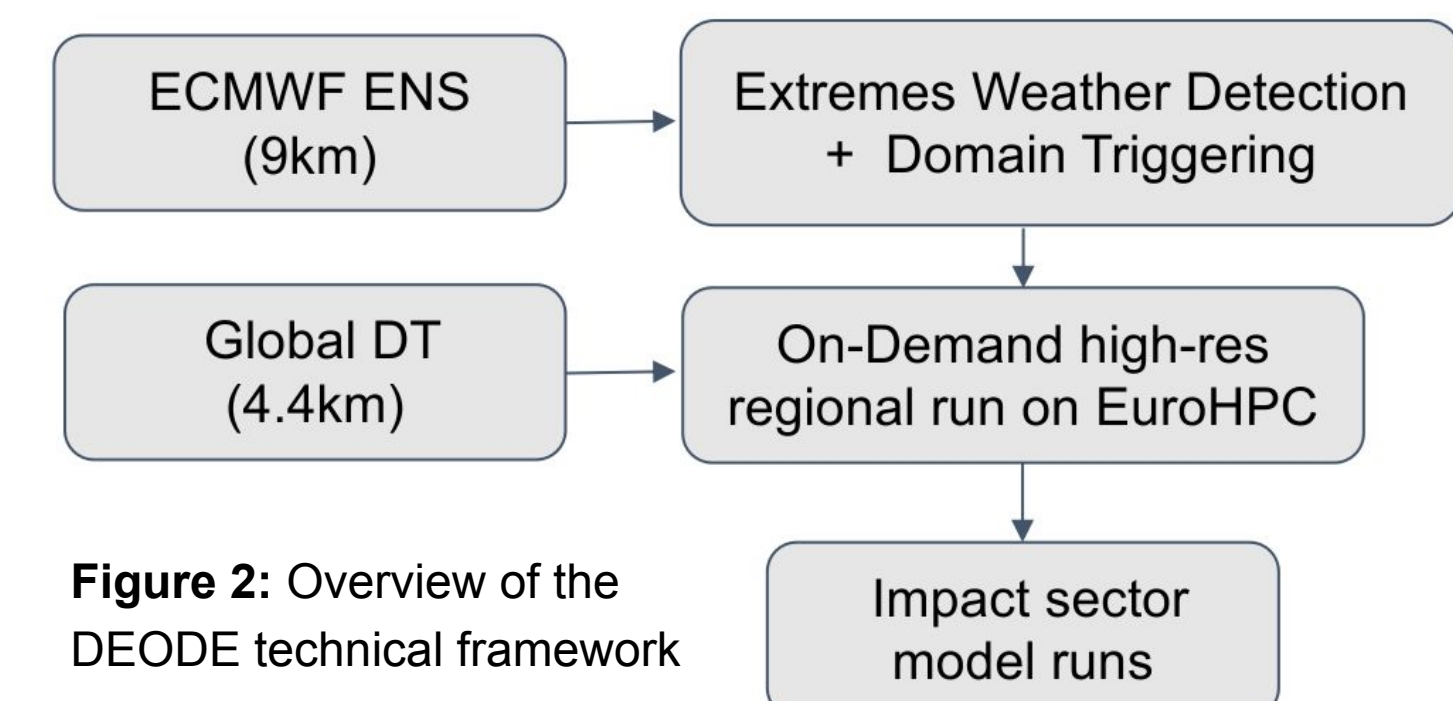 ECMWF ENS
(9km)
Extremes Weather Detection
+ Domain Triggering
Global DT
(4.4km)
On-Demand high-res
regional run on EuroHPC
Figure 2: Overview of the
DEODE technical framework
Impact sector
model runs